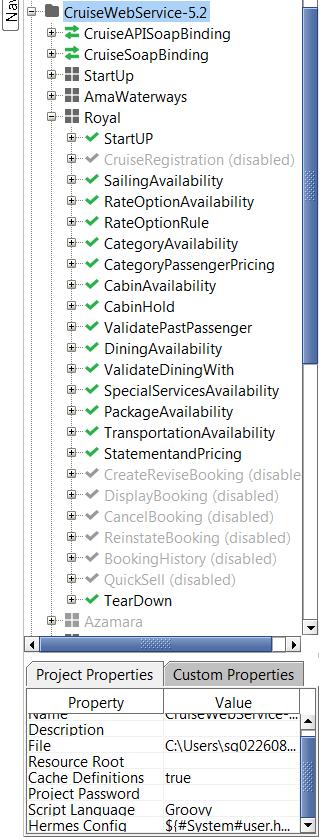 Nav
CruiseWebService-5.2
CruiseAPISoapBinding
CruiseSoapBinding
StartUp
AmaWaterways
Royal
StartUP
CruiseRegistration (disabled)
SailingAvailability
RateOptionAvailability
RateOptionRule
CategoryAvailability
CategoryPassengerPricing
CabinAvailability
CabinHold
ValidatePastPassenger
DiningAvailability
ValidateDiningWith
SpecialServicesAvailability
PackageAvailability
TransportationAvailability
StatementandPricing
CreateReviseBooking (disable
DisplayBooking (disabled)
CancelBooking (disabled)
ReinstateBooking (disabled)
BookingHistory (disabled)
QuickSell (disabled)
TearDown
Azamara
Project Properties Custom Properties
Property Value
Name CruiseWebService-...
Description
File C:\Users\sg022608...
Resource Root
Cache Definitions true
Project Password
Script Language Groovy
Hermes Config ${#System#user.h...